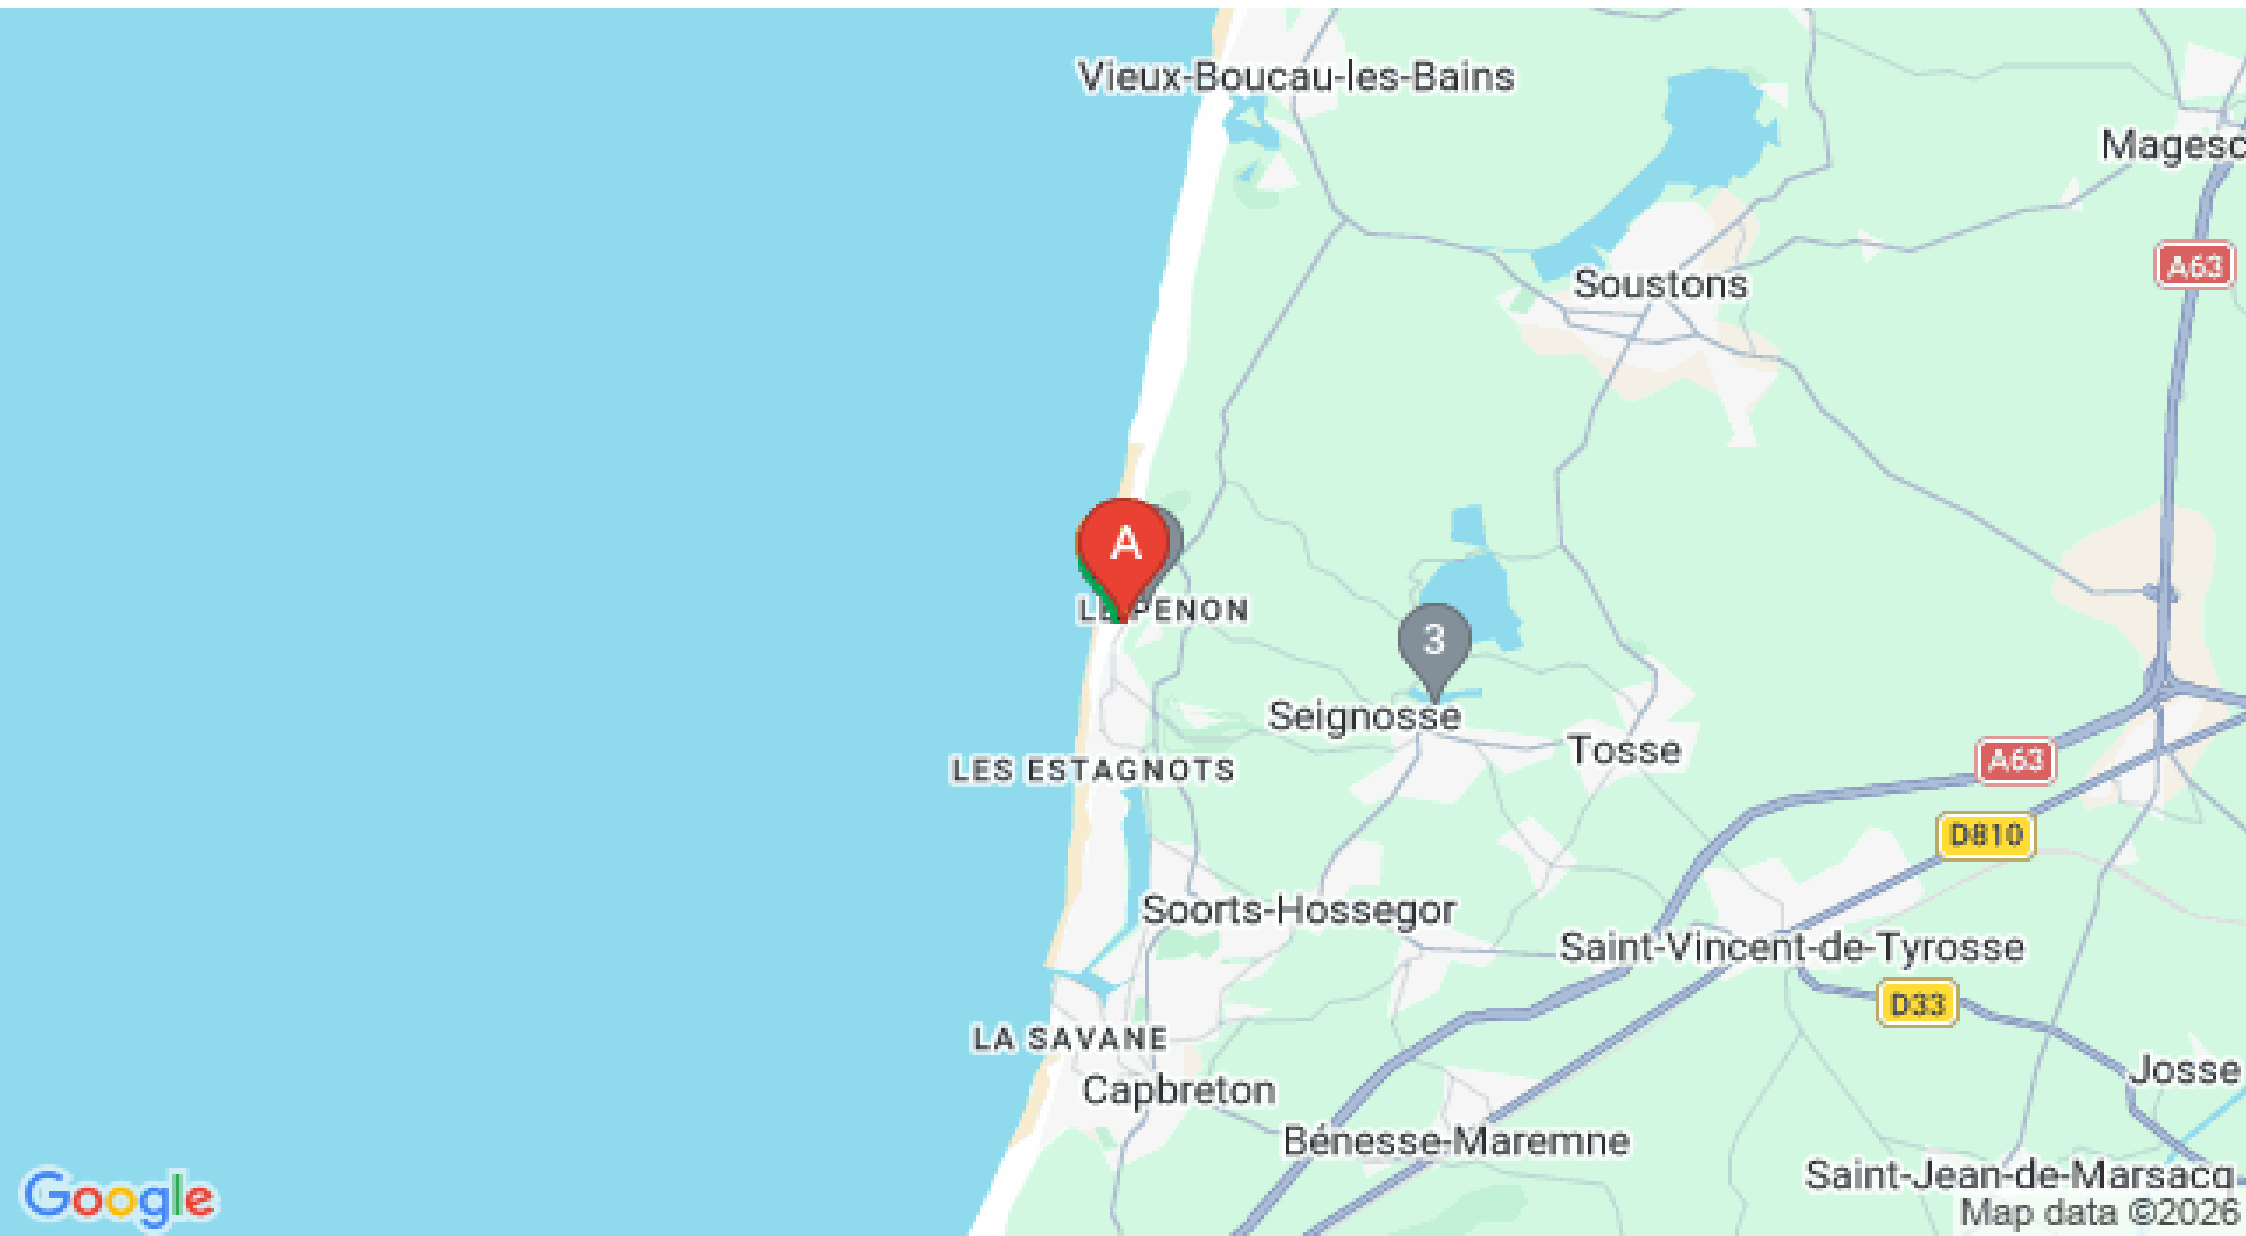 Vieux-Boucau-les-Bains
Magesc
A63
Soustons
A
LE PENON
3
Seignosse
Tosse
LES ESTAGNOTS
A63
D810
Soorts-Hossegor
Saint-Vincent-de-Tyrosse
D33
LA SAVANE
Josse
Capbreton
Bénesse-Maremne
Saint-Jean-de-Marsacq
Google
Map data ©2026